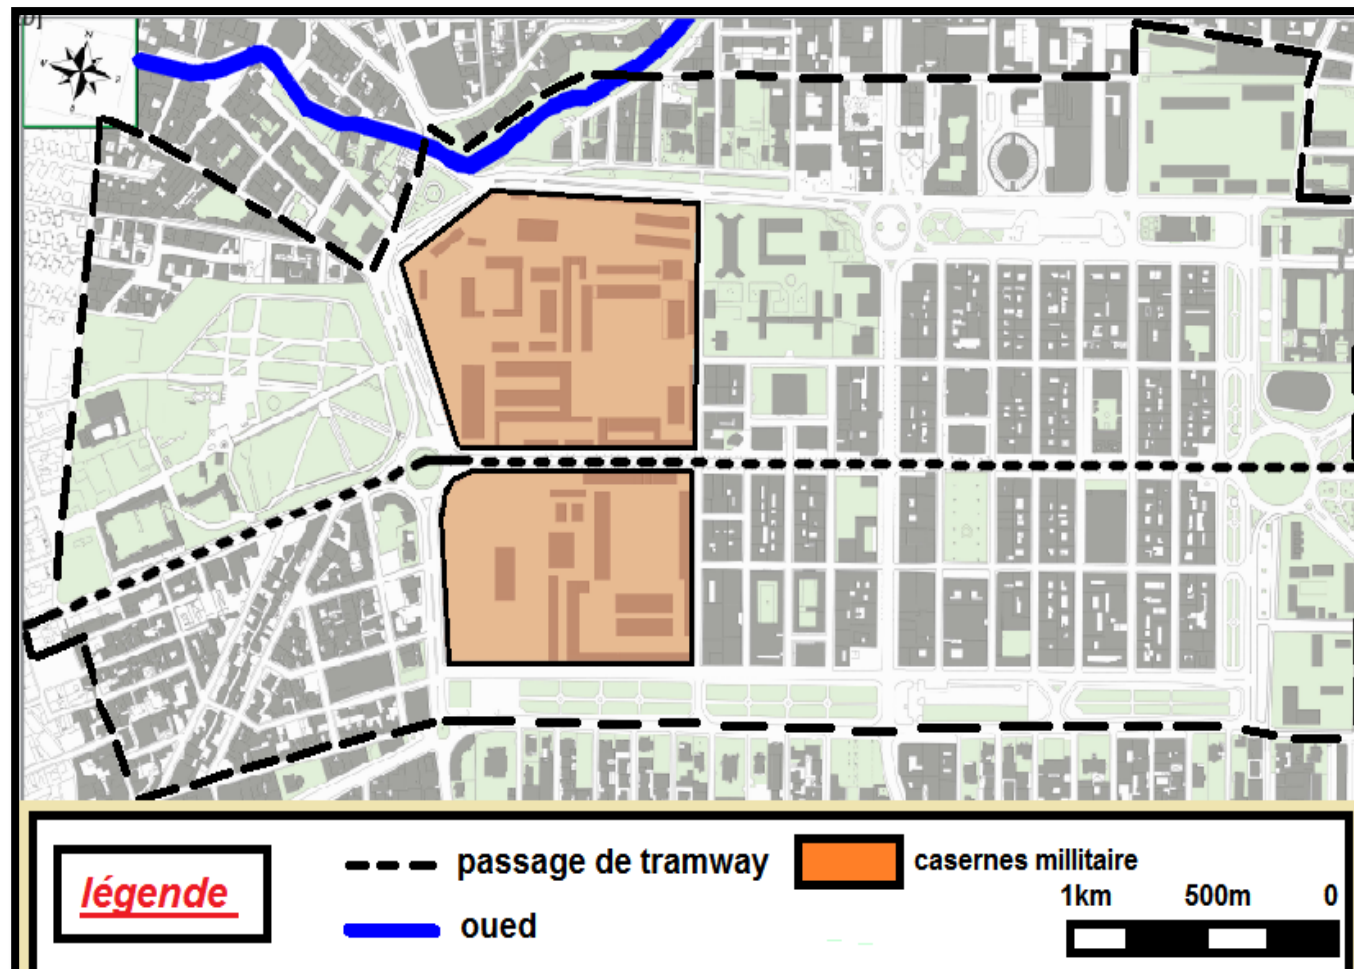 légende
passage de tramway
oued
casernes millitaire
1km 500m 0